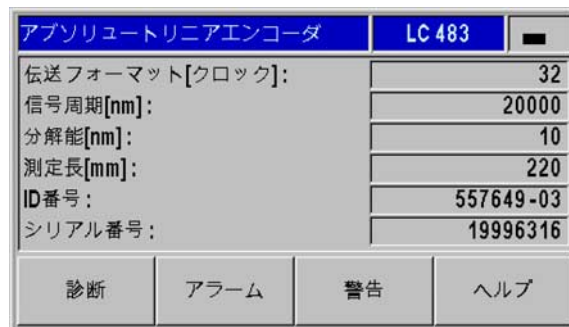 アブソリュートリニアエンコーダ LC 483
伝送フォーマット[クロック]: 32
信号周期[nm]: 20000
分解能[nm]: 10
測定長[mm]: 220
ID番号: 557649-03
シリアル番号: 19996316
診断 アラーム 警告 ヘルプ